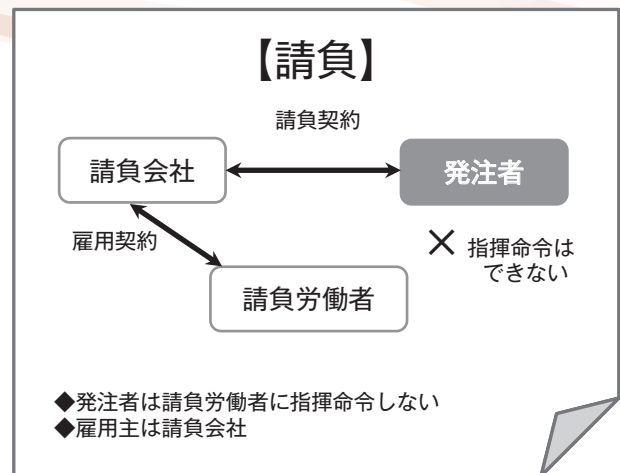 【請負】
請負契約
請負会社
発注者
雇用契約
× 指揮命令は
できない
請負労働者
◆発注者は請負労働者に指揮命令しない
◆雇用主は請負会社